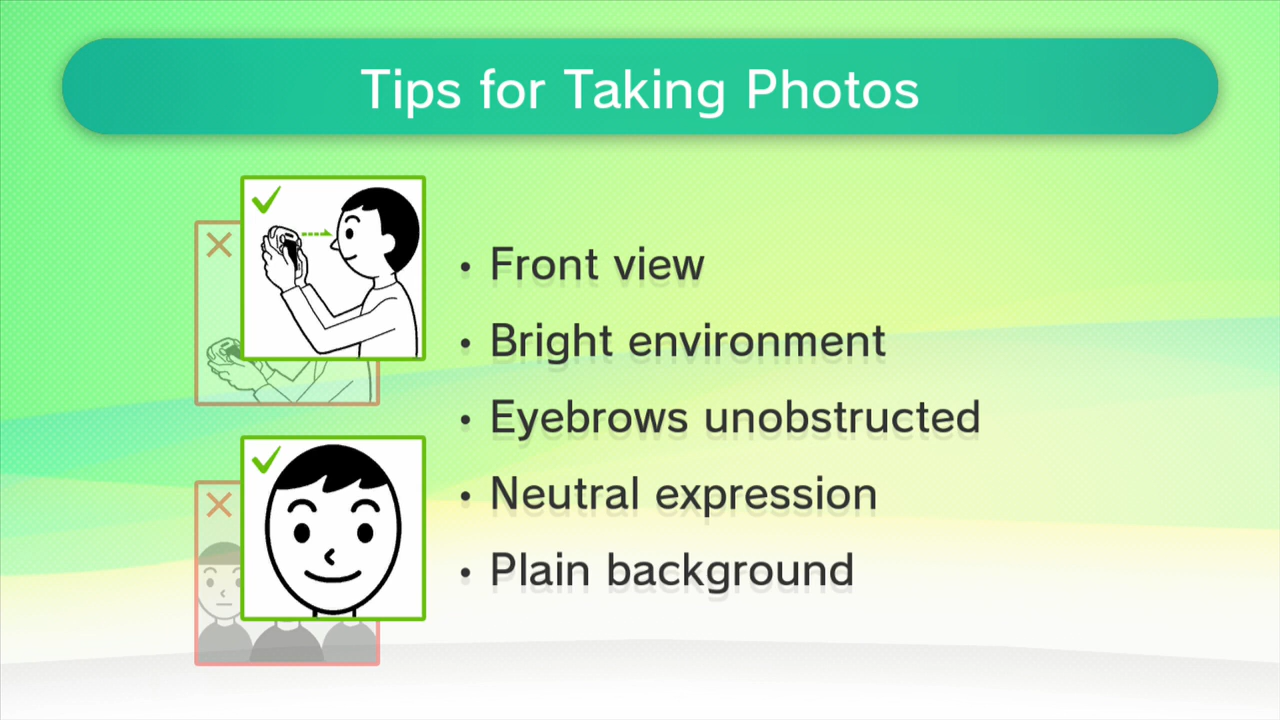 Tips for Taking Photos
• Front view
• Bright environment
• Eyebrows unobstructed
• Neutral expression
• Plain background